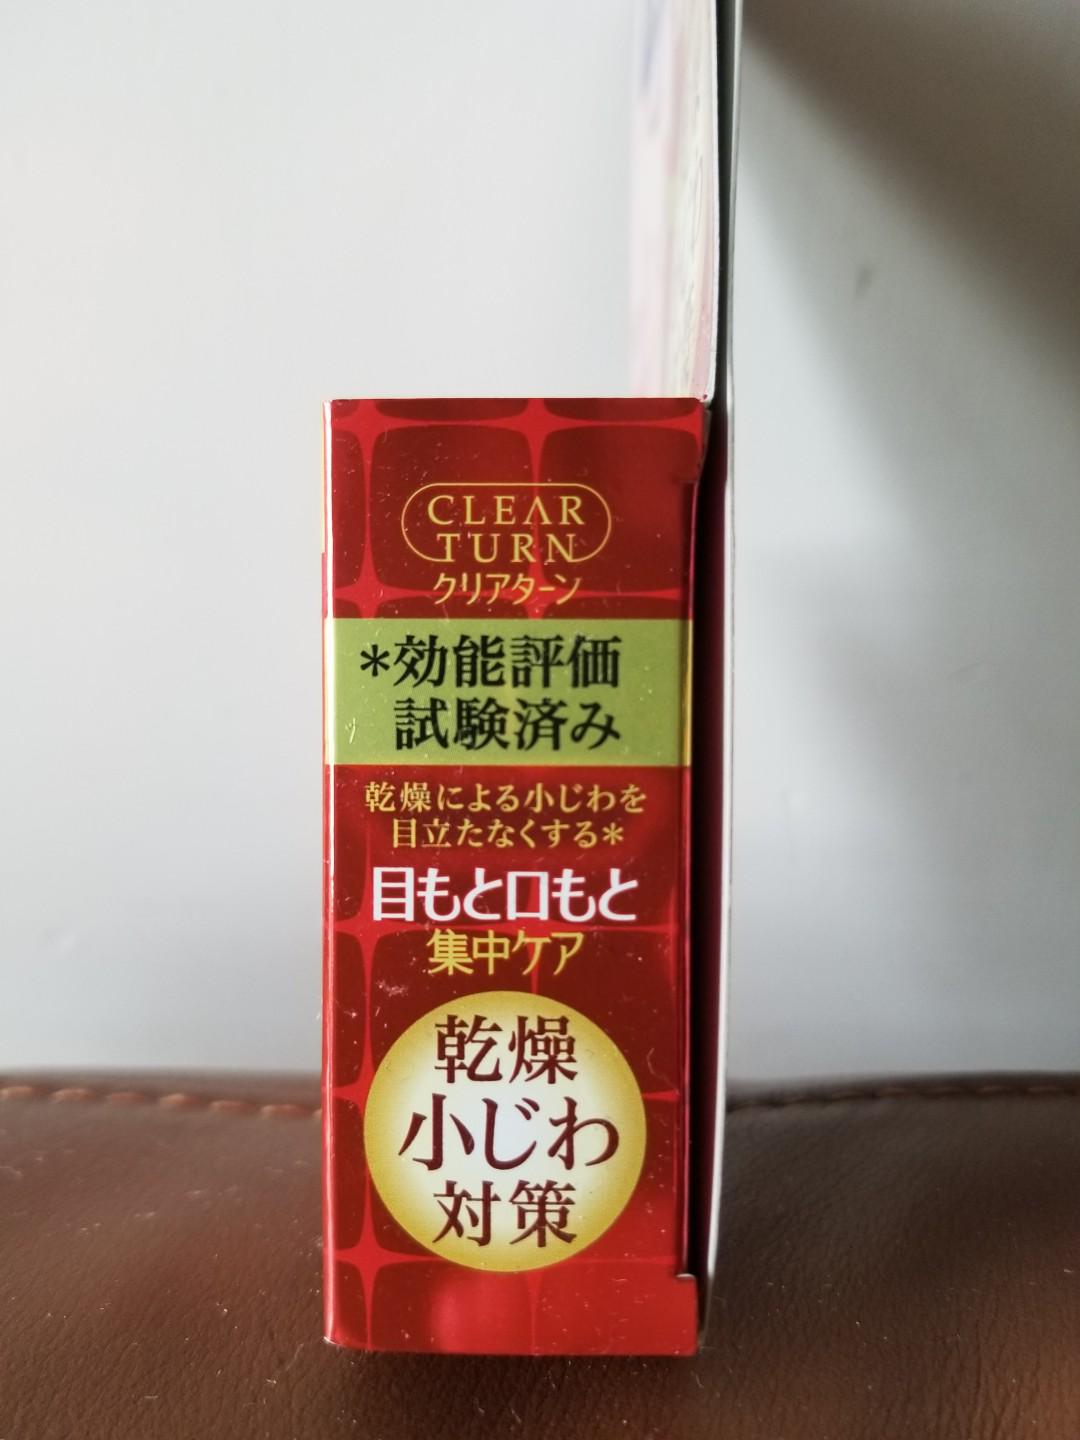 CLEAR
TURN
クリアターン
*効能評価
試験済み
乾燥による小じわを
目立たなくする*
目もと口もと
集中ケア
乾燥
小じわ
対策